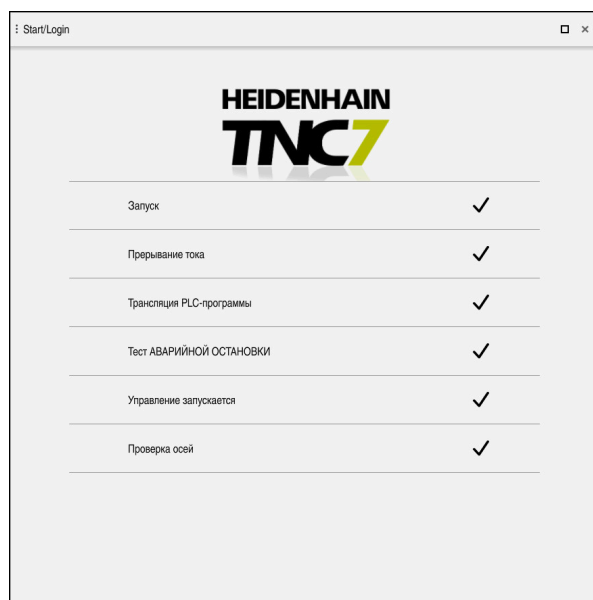 Start/Login
HEIDENHAIN
TNC7
Запуск
Прерывание тока
Трансляция PLC-программы
Тест АВАРИЙНОЙ ОСТАНОВКИ
Управление запускается
Проверка осей